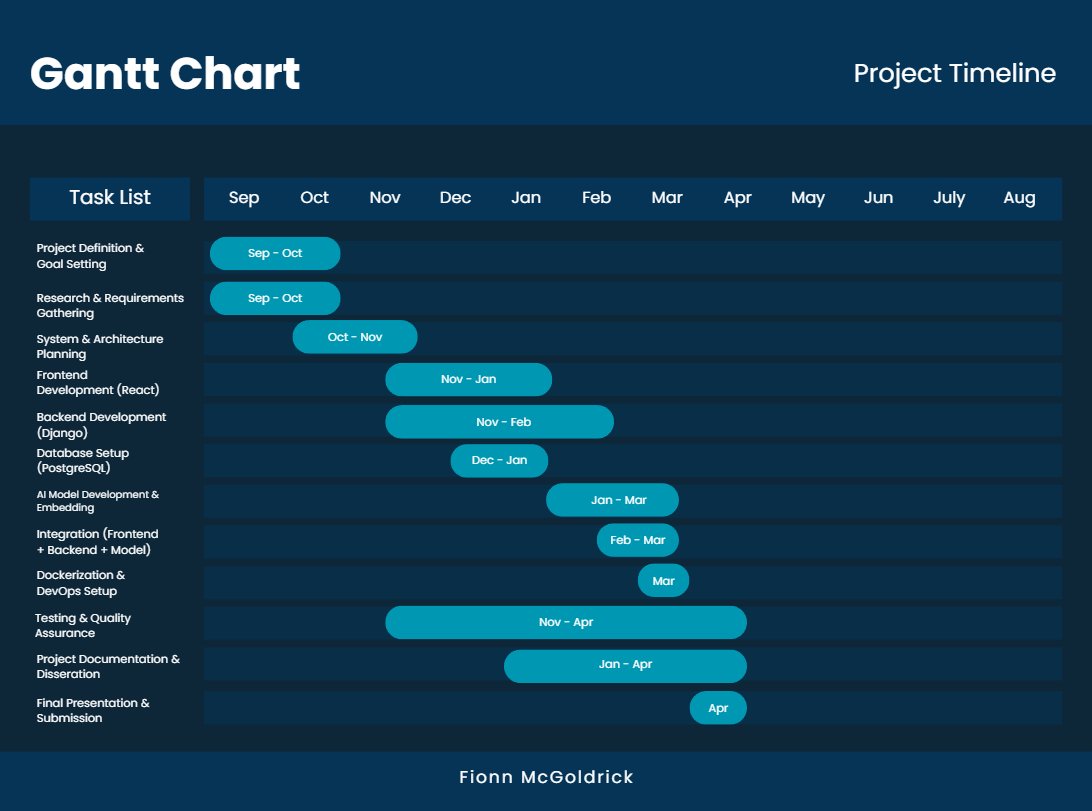 Gantt Chart
Project Timeline
Task List
Sep Oct Nov Dec Jan Feb Mar Apr May Jun July Aug
Project Definition &
Goal Setting
Sep - Oct
Research & Requirements
Gathering
Sep - Oct
System & Architecture
Planning
Oct - Nov
Frontend
Development (React)
Nov - Jan
Backend Development
(Django)
Nov - Feb
Database Setup
(PostgreSQL)
Dec - Jan
AI Model Development &
Embedding
Jan - Mar
Integration (Frontend
+ Backend + Model)
Feb - Mar
Dockerization &
DevOps Setup
Mar
Testing & Quality
Assurance
Nov - Apr
Project Documentation &
Disseration
Jan - Apr
Final Presentation &
Submission
Apr
Fionn McGoldrick